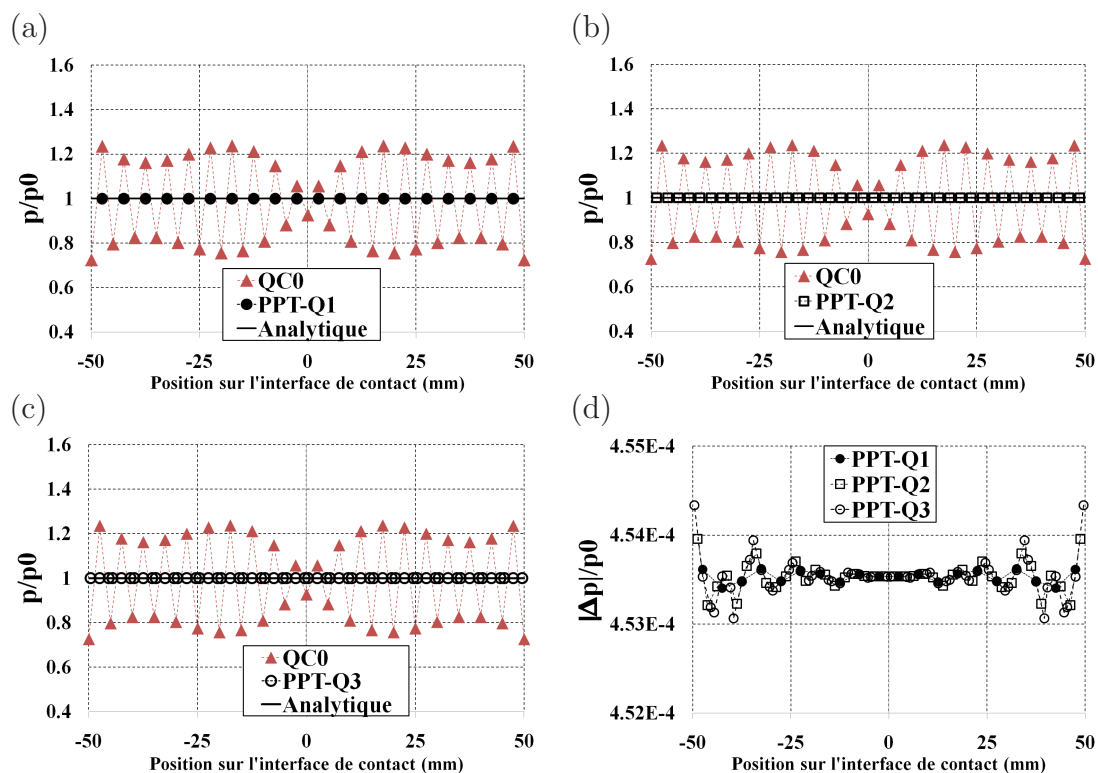 (a)
1.6
1.4
1.2
1
0.8
0.6
0.4
p/p0
QC0
PPT-Q1
Analytique
-50
-25
0
25
50
Position sur l'interface de contact (mm)
(b)
1.6
1.4
1.2
1
0.8
0.6
0.4
p/p0
QC0
PPT-Q2
Analytique
-50
-25
0
25
50
Position sur l'interface de contact (mm)
(c)
1.6
1.4
1.2
1
0.8
0.6
0.4
p/p0
QC0
PPT-Q3
Analytique
-50
-25
0
25
50
Position sur l'interface de contact (mm)
(d)
4.55E-4
4.54E-4
4.53E-4
4.52E-4
|Δp|/p0
PPT-Q1
PPT-Q2
PPT-Q3
-50
-25
0
25
50
Position sur l'interface de contact (mm)